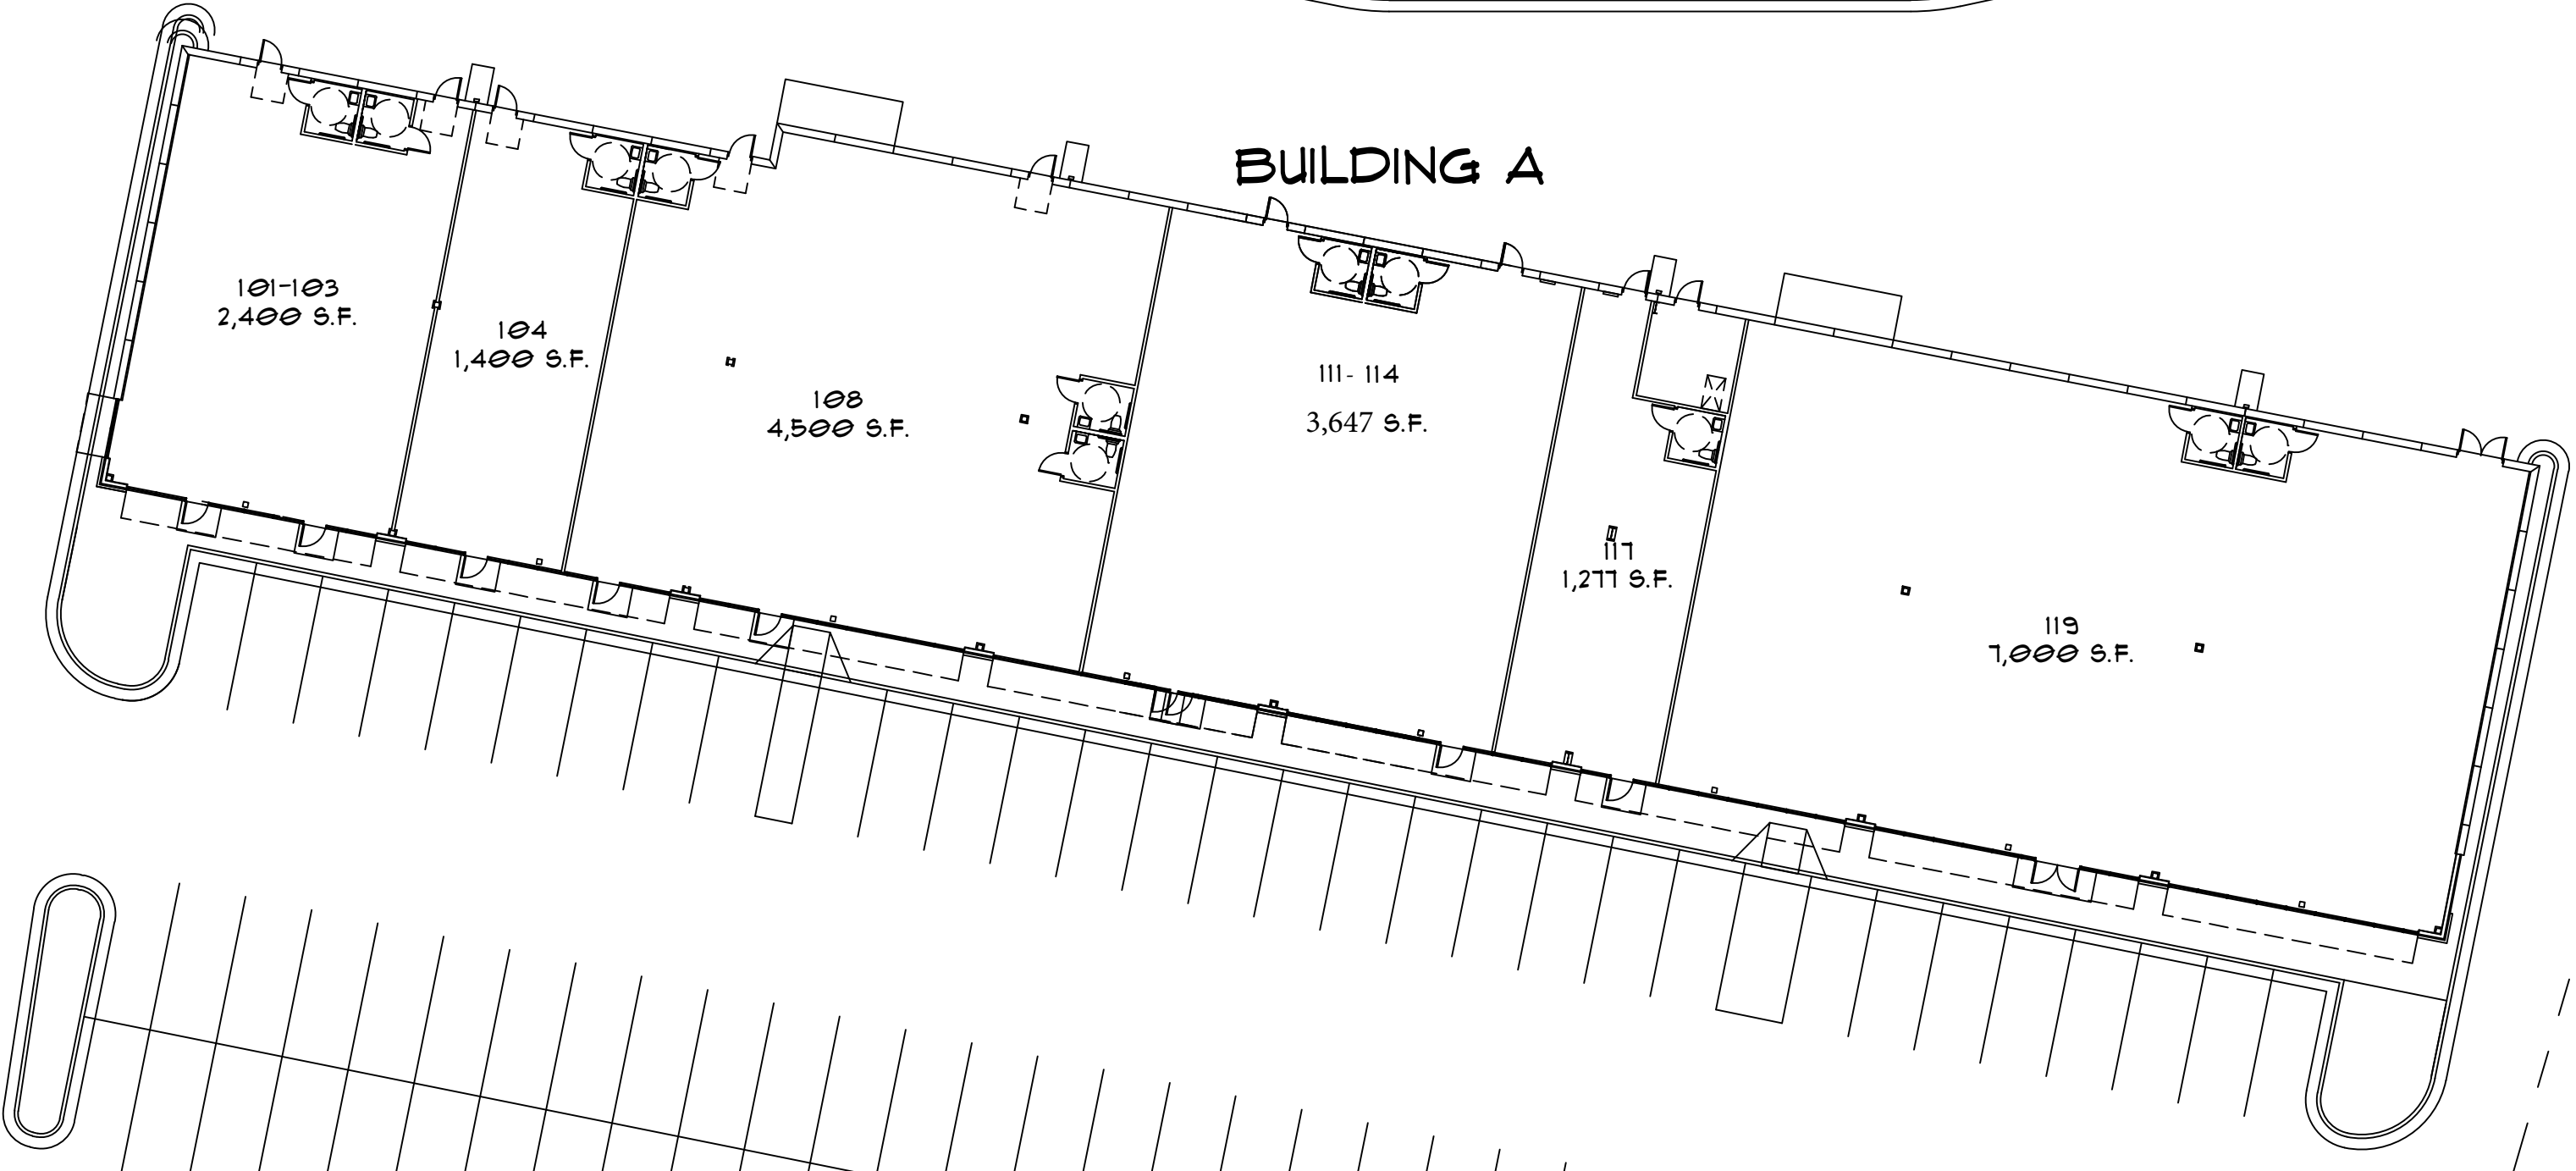 BUILDING A
101-103
2,400 S.F.
104
1,400 S.F.
108
4,500 S.F.
111- 114
3,647 S.F.
117
1,277 S.F.
119
7,000 S.F.